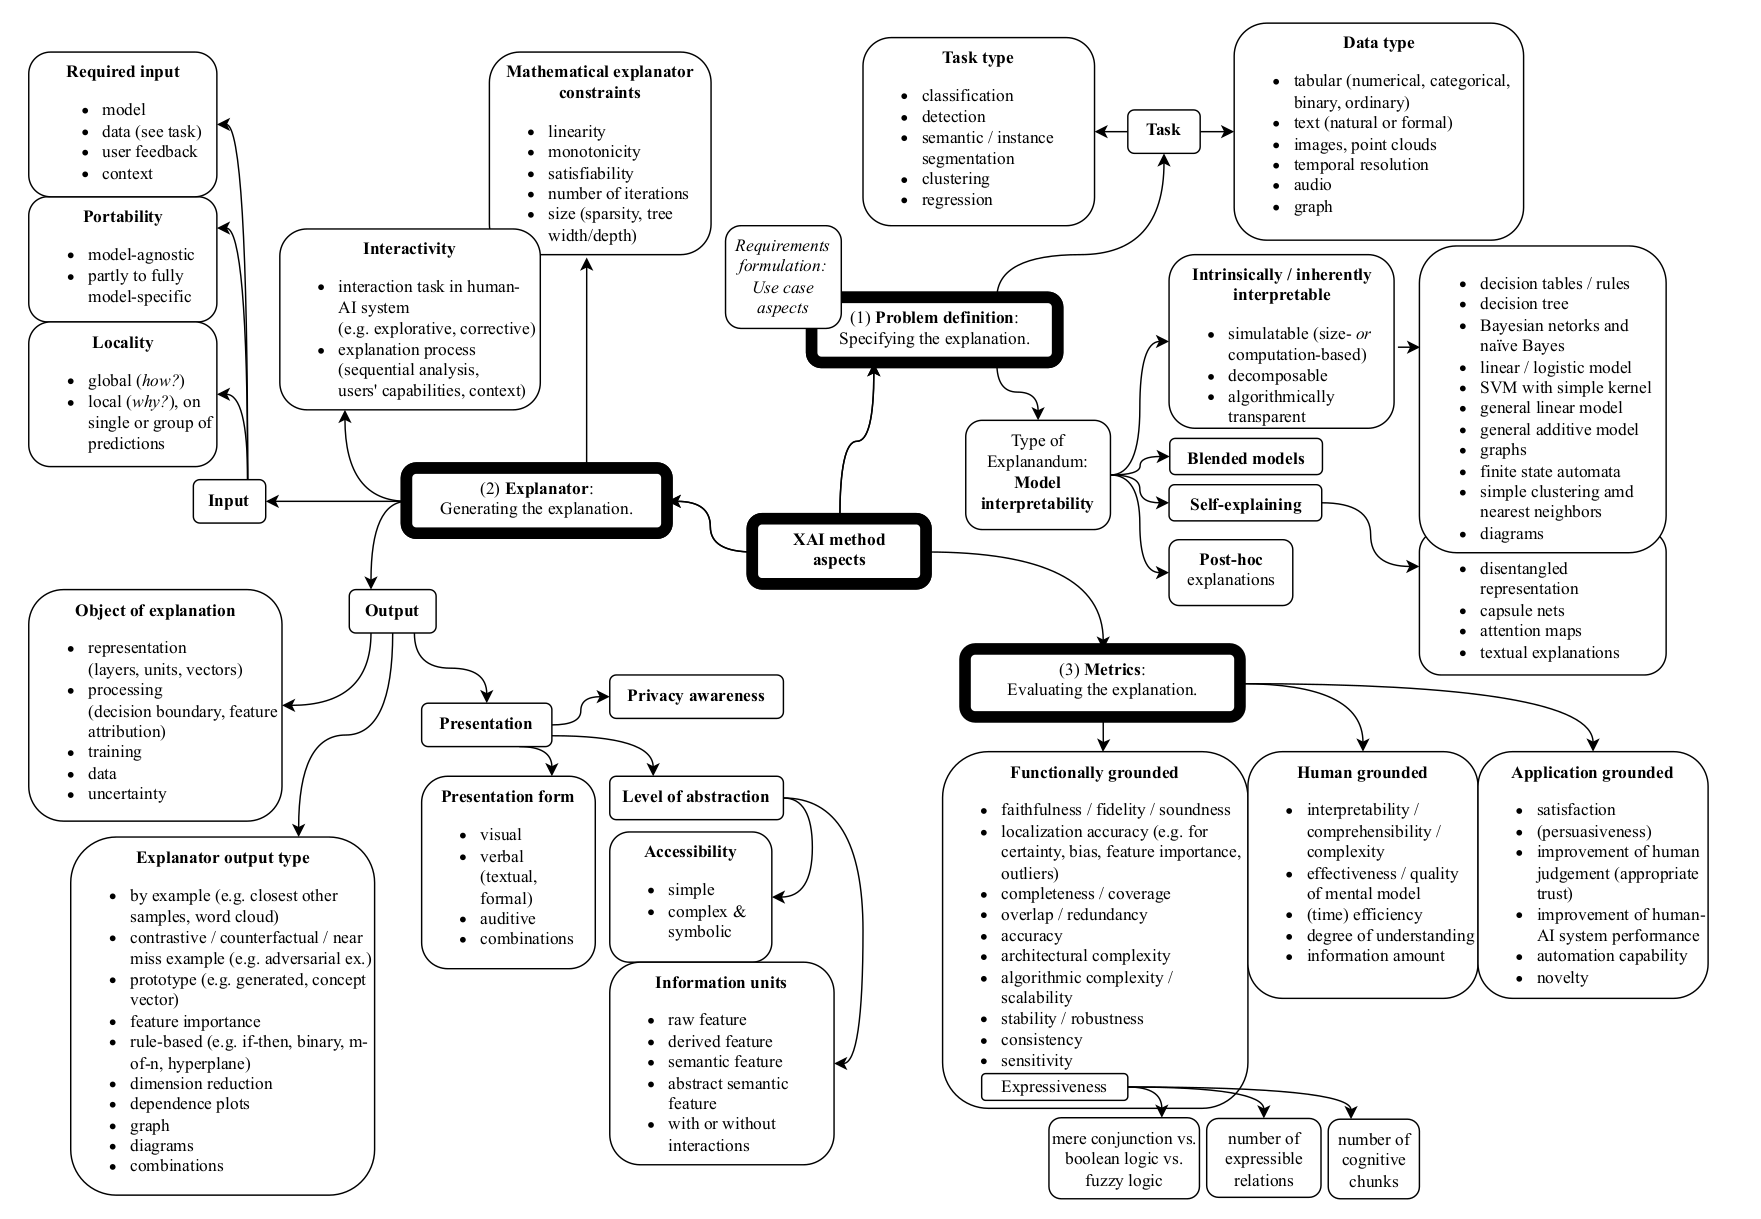 Required input
model
data (see task)
user feedback
context
Portability
model-agnostic
partly to fully
model-specific
Locality
global (how?)
local (why?), on
single or group of
predictions
Input
Mathematical explanator
constraints
linearity
monotonicity
satisfiability
number of iterations
size (sparsity, tree
width/depth)
Interactivity
interaction task in human-
AI system
(e.g. explorative, corrective)
explanation process
(sequential analysis,
users' capabilities, context)
(2) Explanator:
Generating the explanation.
XAI method
aspects
Requirements
formulation:
Use case
aspects
(1) Problem definition:
Specifying the explanation.
Task type
classification
detection
semantic / instance
segmentation
clustering
regression
Task
Data type
tabular (numerical, categorical,
binary, ordinary)
text (natural or formal)
images, point clouds
temporal resolution
audio
graph
Type of
Explanandum:
Model
interpretability
Intrinsically / inherently
interpretable
simulatable (size- or
computation-based)
decomposable
algorithmically
transparent
Blended models
Self-explaining
Post-hoc
explanations
decision tables / rules
decision tree
Bayesian netorks and
naïve Bayes
linear / logistic model
SVM with simple kernel
general linear model
general additive model
graphs
finite state automata
simple clustering amd
nearest neighbors
diagrams
disentangled
representation
capsule nets
attention maps
textual explanations
Output
Object of explanation
representation
(layers, units, vectors)
processing
(decision boundary, feature
attribution)
training
data
uncertainty
Explanator output type
by example (e.g. closest other
samples, word cloud)
contrastive / counterfactual / near
miss example (e.g. adversarial ex.)
prototype (e.g. generated, concept
vector)
feature importance
rule-based (e.g. if-then, binary, m-
of-n, hyperplane)
dimension reduction
dependence plots
graph
diagrams
combinations
Presentation
Privacy awareness
Presentation form
visual
verbal
(textual,
formal)
auditive
combinations
Level of abstraction
Accessibility
simple
complex &
symbolic
Information units
raw feature
derived feature
semantic feature
abstract semantic
feature
with or without
interactions
(3) Metrics:
Evaluating the explanation.
Functionally grounded
faithfulness / fidelity / soundness
localization accuracy (e.g. for
certainty, bias, feature importance,
outliers)
completeness / coverage
overlap / redundancy
accuracy
architectural complexity
algorithmic complexity /
scalability
stability / robustness
consistency
sensitivity
Expressiveness
mere conjunction vs.
boolean logic vs.
fuzzy logic
number of
expressible
relations
number of
cognitive
chunks
Human grounded
interpretability /
comprehensibility /
complexity
effectiveness / quality
of mental model
(time) efficiency
degree of understanding
information amount
Application grounded
satisfaction
(persuasiveness)
improvement of human
judgement (appropriate
trust)
improvement of human-
AI system performance
automation capability
novelty